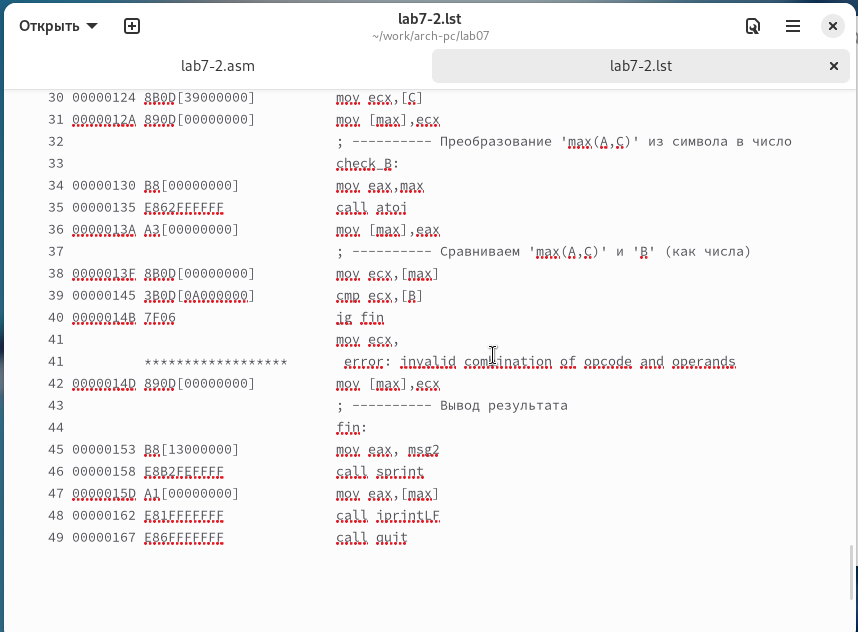 Открыть
lab7-2.lst
~/work/arch-pc/lab07
lab7-2.asm
lab7-2.lst
30 00000124 8B0D[39000000] mov ecx,[C]
31 0000012A 890D[00000000] mov [max],ecx
32 ; ---------- Преобразование 'max(A,C)' из символа в число
33 check_B:
34 00000130 B8[00000000] mov eax,max
35 00000135 E862FFFFFF call atoi
36 0000013A A3[00000000] mov [max],eax
37 ; ---------- Сравниваем 'max(A,C)' и 'B' (как числа)
38 0000013F 8B0D[00000000] mov ecx,[max]
39 00000145 3B0D[0A000000] cmp ecx,[B]
40 0000014B 7F06 jg fin
41 mov ecx,
41 ****************** error: invalid combination of opcode and operands
42 0000014D 890D[00000000] mov [max],ecx
43 ; ---------- Вывод результата
44 fin:
45 00000153 B8[13000000] mov eax, msg2
46 00000158 E8B2FEFFFF call sprint
47 0000015D A1[00000000] mov eax,[max]
48 00000162 E81FFFFFFF call iprintLF
49 00000167 E86FFFFFFF call quit